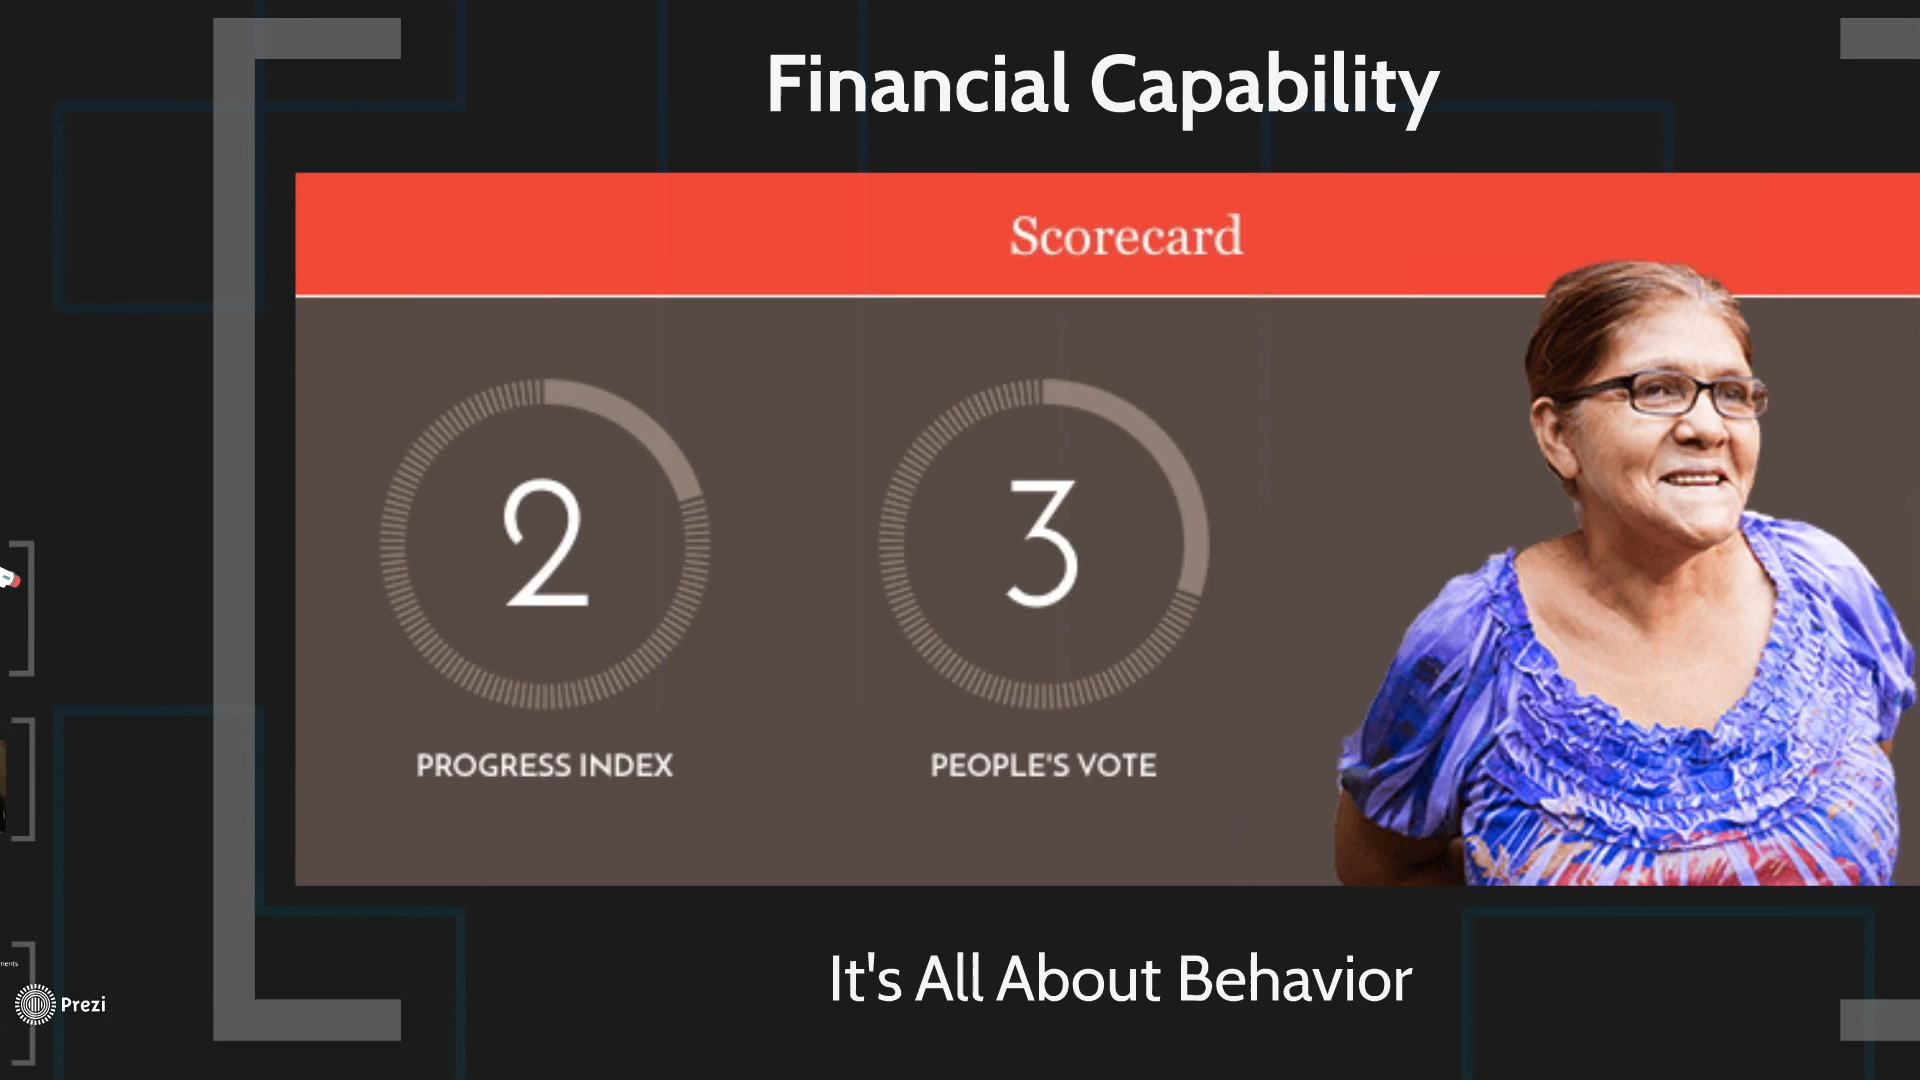 Financial Capability
Scorecard
2
3
PROGRESS INDEX
PEOPLE'S VOTE
It's All About Behavior
Prezi